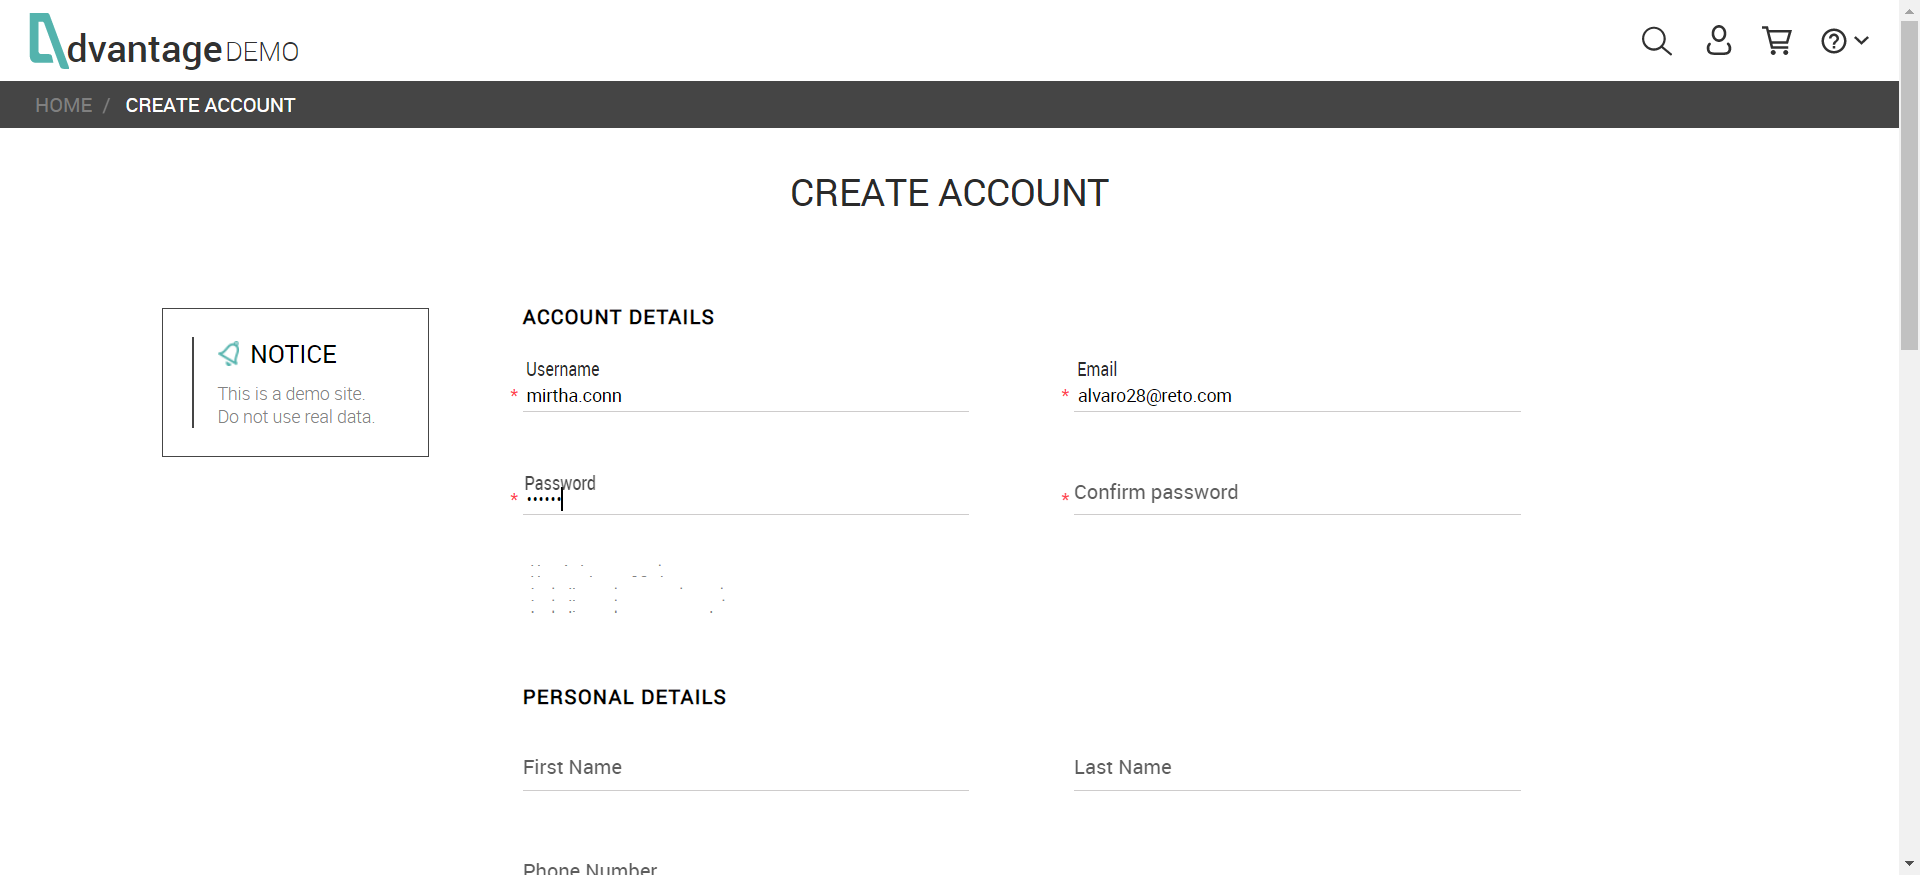 dvantage DEMO
HOME / CREATE ACCOUNT
CREATE ACCOUNT
NOTICE
This is a demo site.
Do not use real data.
ACCOUNT DETAILS
Username
* mirtha.conn
Email
* alvaro28@reto.com
Password
* ••••••
* Confirm password
PERSONAL DETAILS
First Name
Last Name
Phone Number